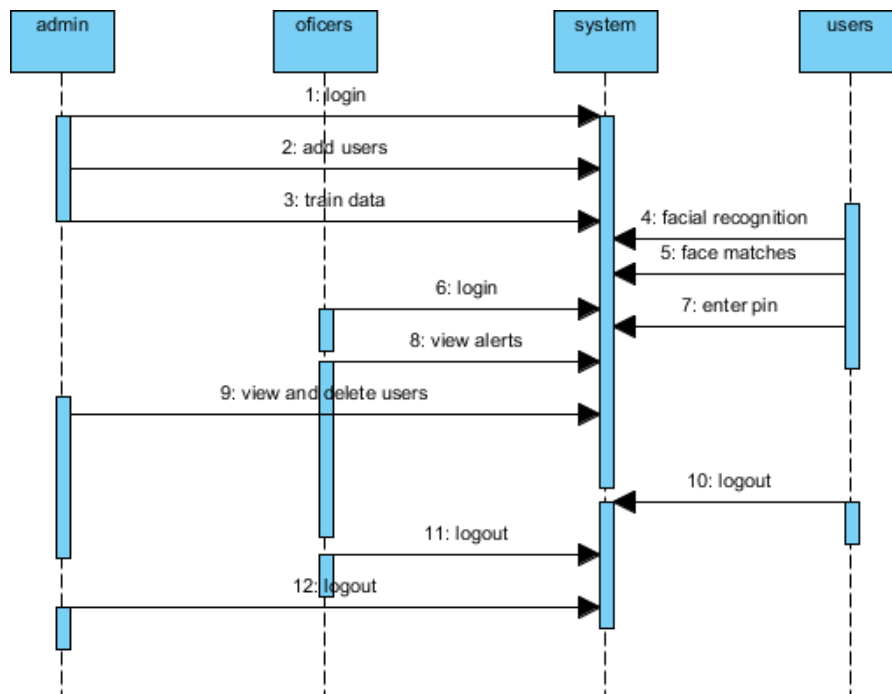 admin
oficers
system
users
1: login
2: add users
3: train data
4: facial recognition
5: face matches
6: login
7: enter pin
8: view alerts
9: view and delete users
10: logout
11: logout
12: logout